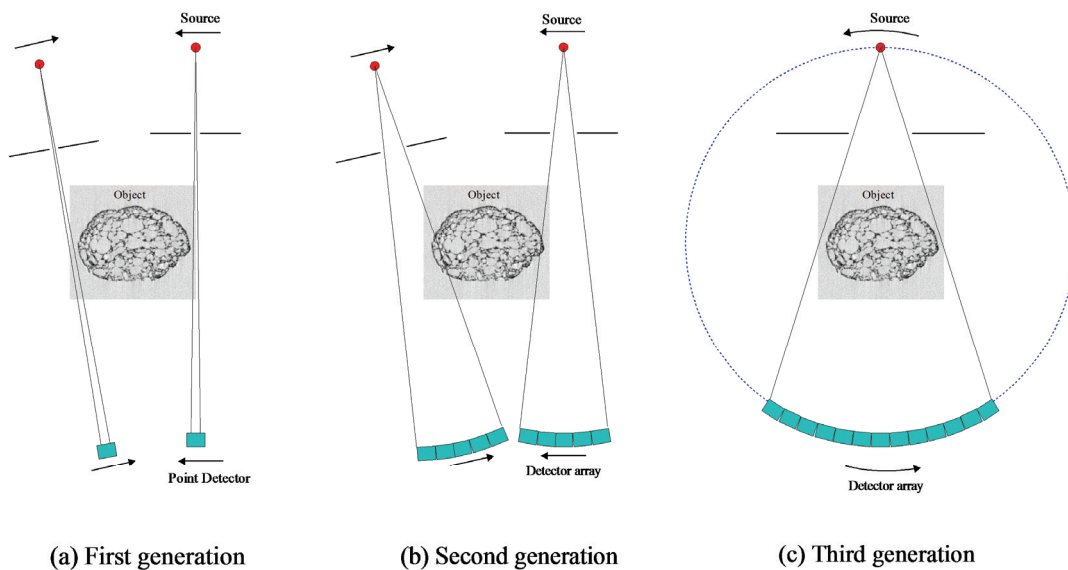 Source
Object
Point Detector
(a) First generation
Source
Object
Detector array
(b) Second generation
Source
Object
Detector array
(c) Third generation